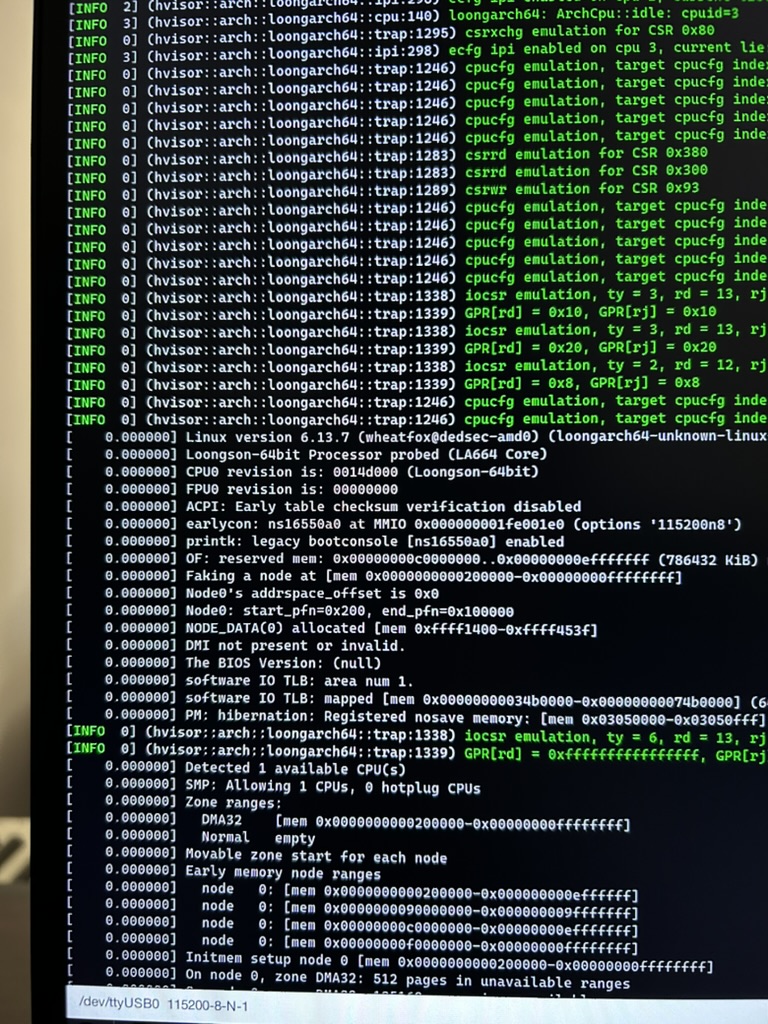 [INFO  2] (hvisor::arch::loongarch64::ipi:298) ecfg ipi enabled on cpu 2, current lie
[INFO  3] (hvisor::arch::loongarch64::cpu:140) loongarch64: ArchCpu::idle: cpuid=3
[INFO  0] (hvisor::arch::loongarch64::trap:1295) csrxchg emulation for CSR 0x80
[INFO  3] (hvisor::arch::loongarch64::ipi:298) ecfg ipi enabled on cpu 3, current lie
[INFO  0] (hvisor::arch::loongarch64::trap:1246) cpucfg emulation, target cpucfg inde
[INFO  0] (hvisor::arch::loongarch64::trap:1246) cpucfg emulation, target cpucfg inde
[INFO  0] (hvisor::arch::loongarch64::trap:1246) cpucfg emulation, target cpucfg inde
[INFO  0] (hvisor::arch::loongarch64::trap:1246) cpucfg emulation, target cpucfg inde
[INFO  0] (hvisor::arch::loongarch64::trap:1246) cpucfg emulation, target cpucfg inde
[INFO  0] (hvisor::arch::loongarch64::trap:1283) csrrd emulation for CSR 0x380
[INFO  0] (hvisor::arch::loongarch64::trap:1283) csrrd emulation for CSR 0x300
[INFO  0] (hvisor::arch::loongarch64::trap:1289) csrwr emulation for CSR 0x93
[INFO  0] (hvisor::arch::loongarch64::trap:1246) cpucfg emulation, target cpucfg inde
[INFO  0] (hvisor::arch::loongarch64::trap:1246) cpucfg emulation, target cpucfg inde
[INFO  0] (hvisor::arch::loongarch64::trap:1246) cpucfg emulation, target cpucfg inde
[INFO  0] (hvisor::arch::loongarch64::trap:1246) cpucfg emulation, target cpucfg inde
[INFO  0] (hvisor::arch::loongarch64::trap:1246) cpucfg emulation, target cpucfg inde
[INFO  0] (hvisor::arch::loongarch64::trap:1338) iocsr emulation, ty = 3, rd = 13, rj
[INFO  0] (hvisor::arch::loongarch64::trap:1339) GPR[rd] = 0x10, GPR[rj] = 0x10
[INFO  0] (hvisor::arch::loongarch64::trap:1338) iocsr emulation, ty = 3, rd = 13, rj
[INFO  0] (hvisor::arch::loongarch64::trap:1339) GPR[rd] = 0x20, GPR[rj] = 0x20
[INFO  0] (hvisor::arch::loongarch64::trap:1338) iocsr emulation, ty = 2, rd = 12, rj
[INFO  0] (hvisor::arch::loongarch64::trap:1339) GPR[rd] = 0x8, GPR[rj] = 0x8
[INFO  0] (hvisor::arch::loongarch64::trap:1246) cpucfg emulation, target cpucfg inde
[INFO  0] (hvisor::arch::loongarch64::trap:1246) cpucfg emulation, target cpucfg inde
[    0.000000] Linux version 6.13.7 (wheatfox@dedsec-amd0) (loongarch64-unknown-linux
[    0.000000] Loongson-64bit Processor probed (LA664 Core)
[    0.000000] CPU0 revision is: 0014d000 (Loongson-64bit)
[    0.000000] FPU0 revision is: 00000000
[    0.000000] ACPI: Early table checksum verification disabled
[    0.000000] earlycon: ns16550a0 at MMIO 0x000000001fe001e0 (options '115200n8')
[    0.000000] printk: legacy bootconsole [ns16550a0] enabled
[    0.000000] OF: reserved mem: 0x00000000c0000000..0x00000000efffffff (786432 KiB)
[    0.000000] Faking a node at [mem 0x0000000000200000-0x00000000ffffffff]
[    0.000000] Node0's addrspace_offset is 0x0
[    0.000000] Node0: start_pfn=0x200, end_pfn=0x100000
[    0.000000] NODE_DATA(0) allocated [mem 0xffff1400-0xffff453f]
[    0.000000] DMI not present or invalid.
[    0.000000] The BIOS Version: (null)
[    0.000000] software IO TLB: area num 1.
[    0.000000] software IO TLB: mapped [mem 0x00000000034b0000-0x00000000074b0000] (6
[    0.000000] PM: hibernation: Registered nosave memory: [mem 0x03050000-0x03050fff]
[INFO  0] (hvisor::arch::loongarch64::trap:1338) iocsr emulation, ty = 6, rd = 13, rj
[INFO  0] (hvisor::arch::loongarch64::trap:1339) GPR[rd] = 0xffffffffffffffff, GPR[rj
[    0.000000] Detected 1 available CPU(s)
[    0.000000] SMP: Allowing 1 CPUs, 0 hotplug CPUs
[    0.000000] Zone ranges:
[    0.000000]   DMA32    [mem 0x0000000000200000-0x00000000ffffffff]
[    0.000000]   Normal   empty
[    0.000000] Movable zone start for each node
[    0.000000] Early memory node ranges
[    0.000000]   node   0: [mem 0x0000000000200000-0x000000000effffff]
[    0.000000]   node   0: [mem 0x0000000090000000-0x000000009fffffff]
[    0.000000]   node   0: [mem 0x00000000c0000000-0x00000000efffffff]
[    0.000000]   node   0: [mem 0x00000000f0000000-0x00000000ffffffff]
[    0.000000] Initmem setup node 0 [mem 0x0000000000200000-0x00000000ffffffff]
[    0.000000] On node 0, zone DMA32: 512 pages in unavailable ranges
/dev/ttyUSB0 115200-8-N-1